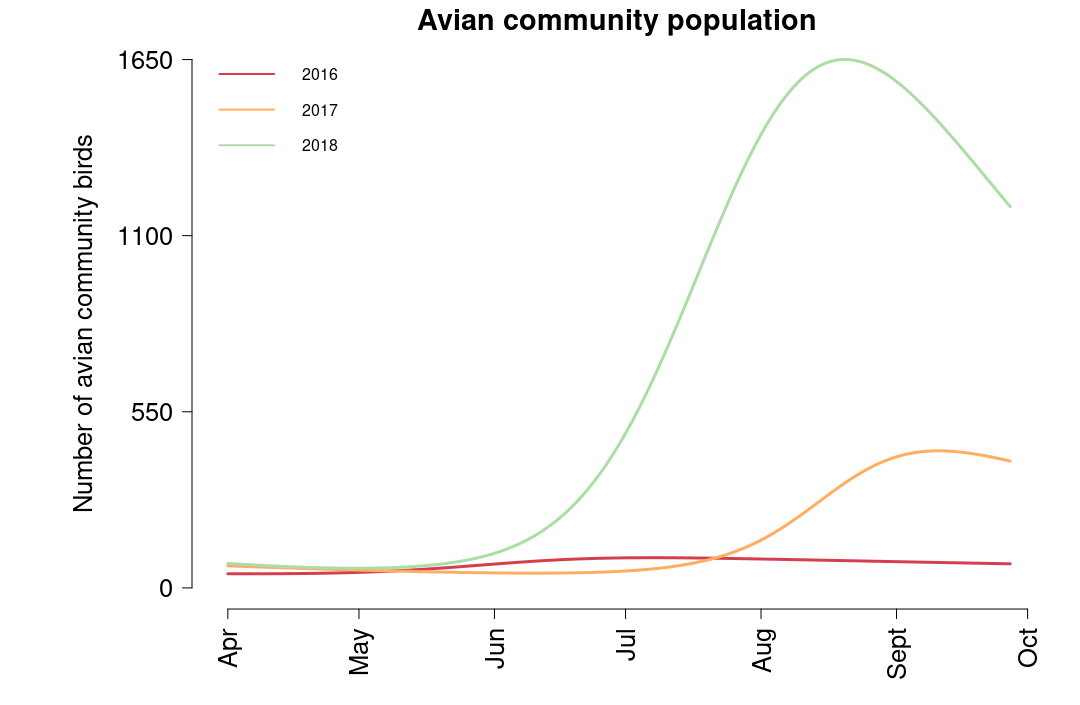 Avian community population
Number of avian community birds
1650
1100
550
0
2016
2017
2018
Apr
May
Jun
Jul
Aug
Sept
Oct